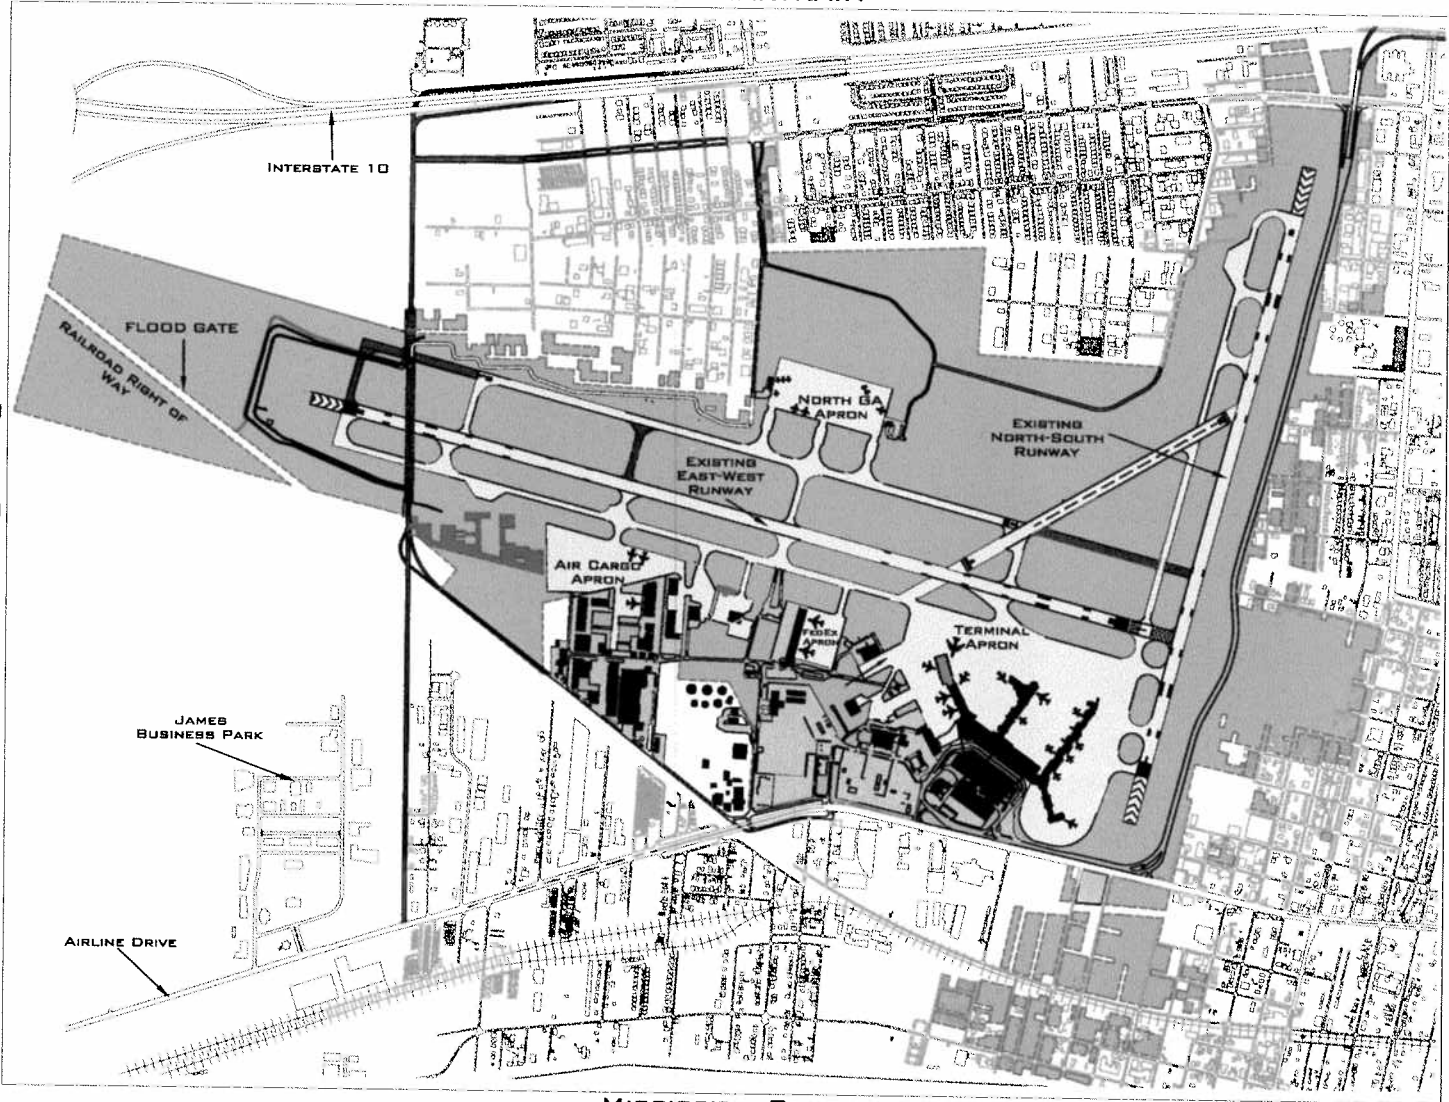 INTERSTATE 10
FLOOD GATE
RAILROAD RIGHT OF
WAY
NORTH GA
APRON
EXISTING
NORTH-SOUTH
RUNWAY
EXISTING
EAST-WEST
RUNWAY
AIR CARGO
APRON
FEDEX
APRON
TERMINAL
APRON
JAMES
BUSINESS PARK
AIRLINE DRIVE